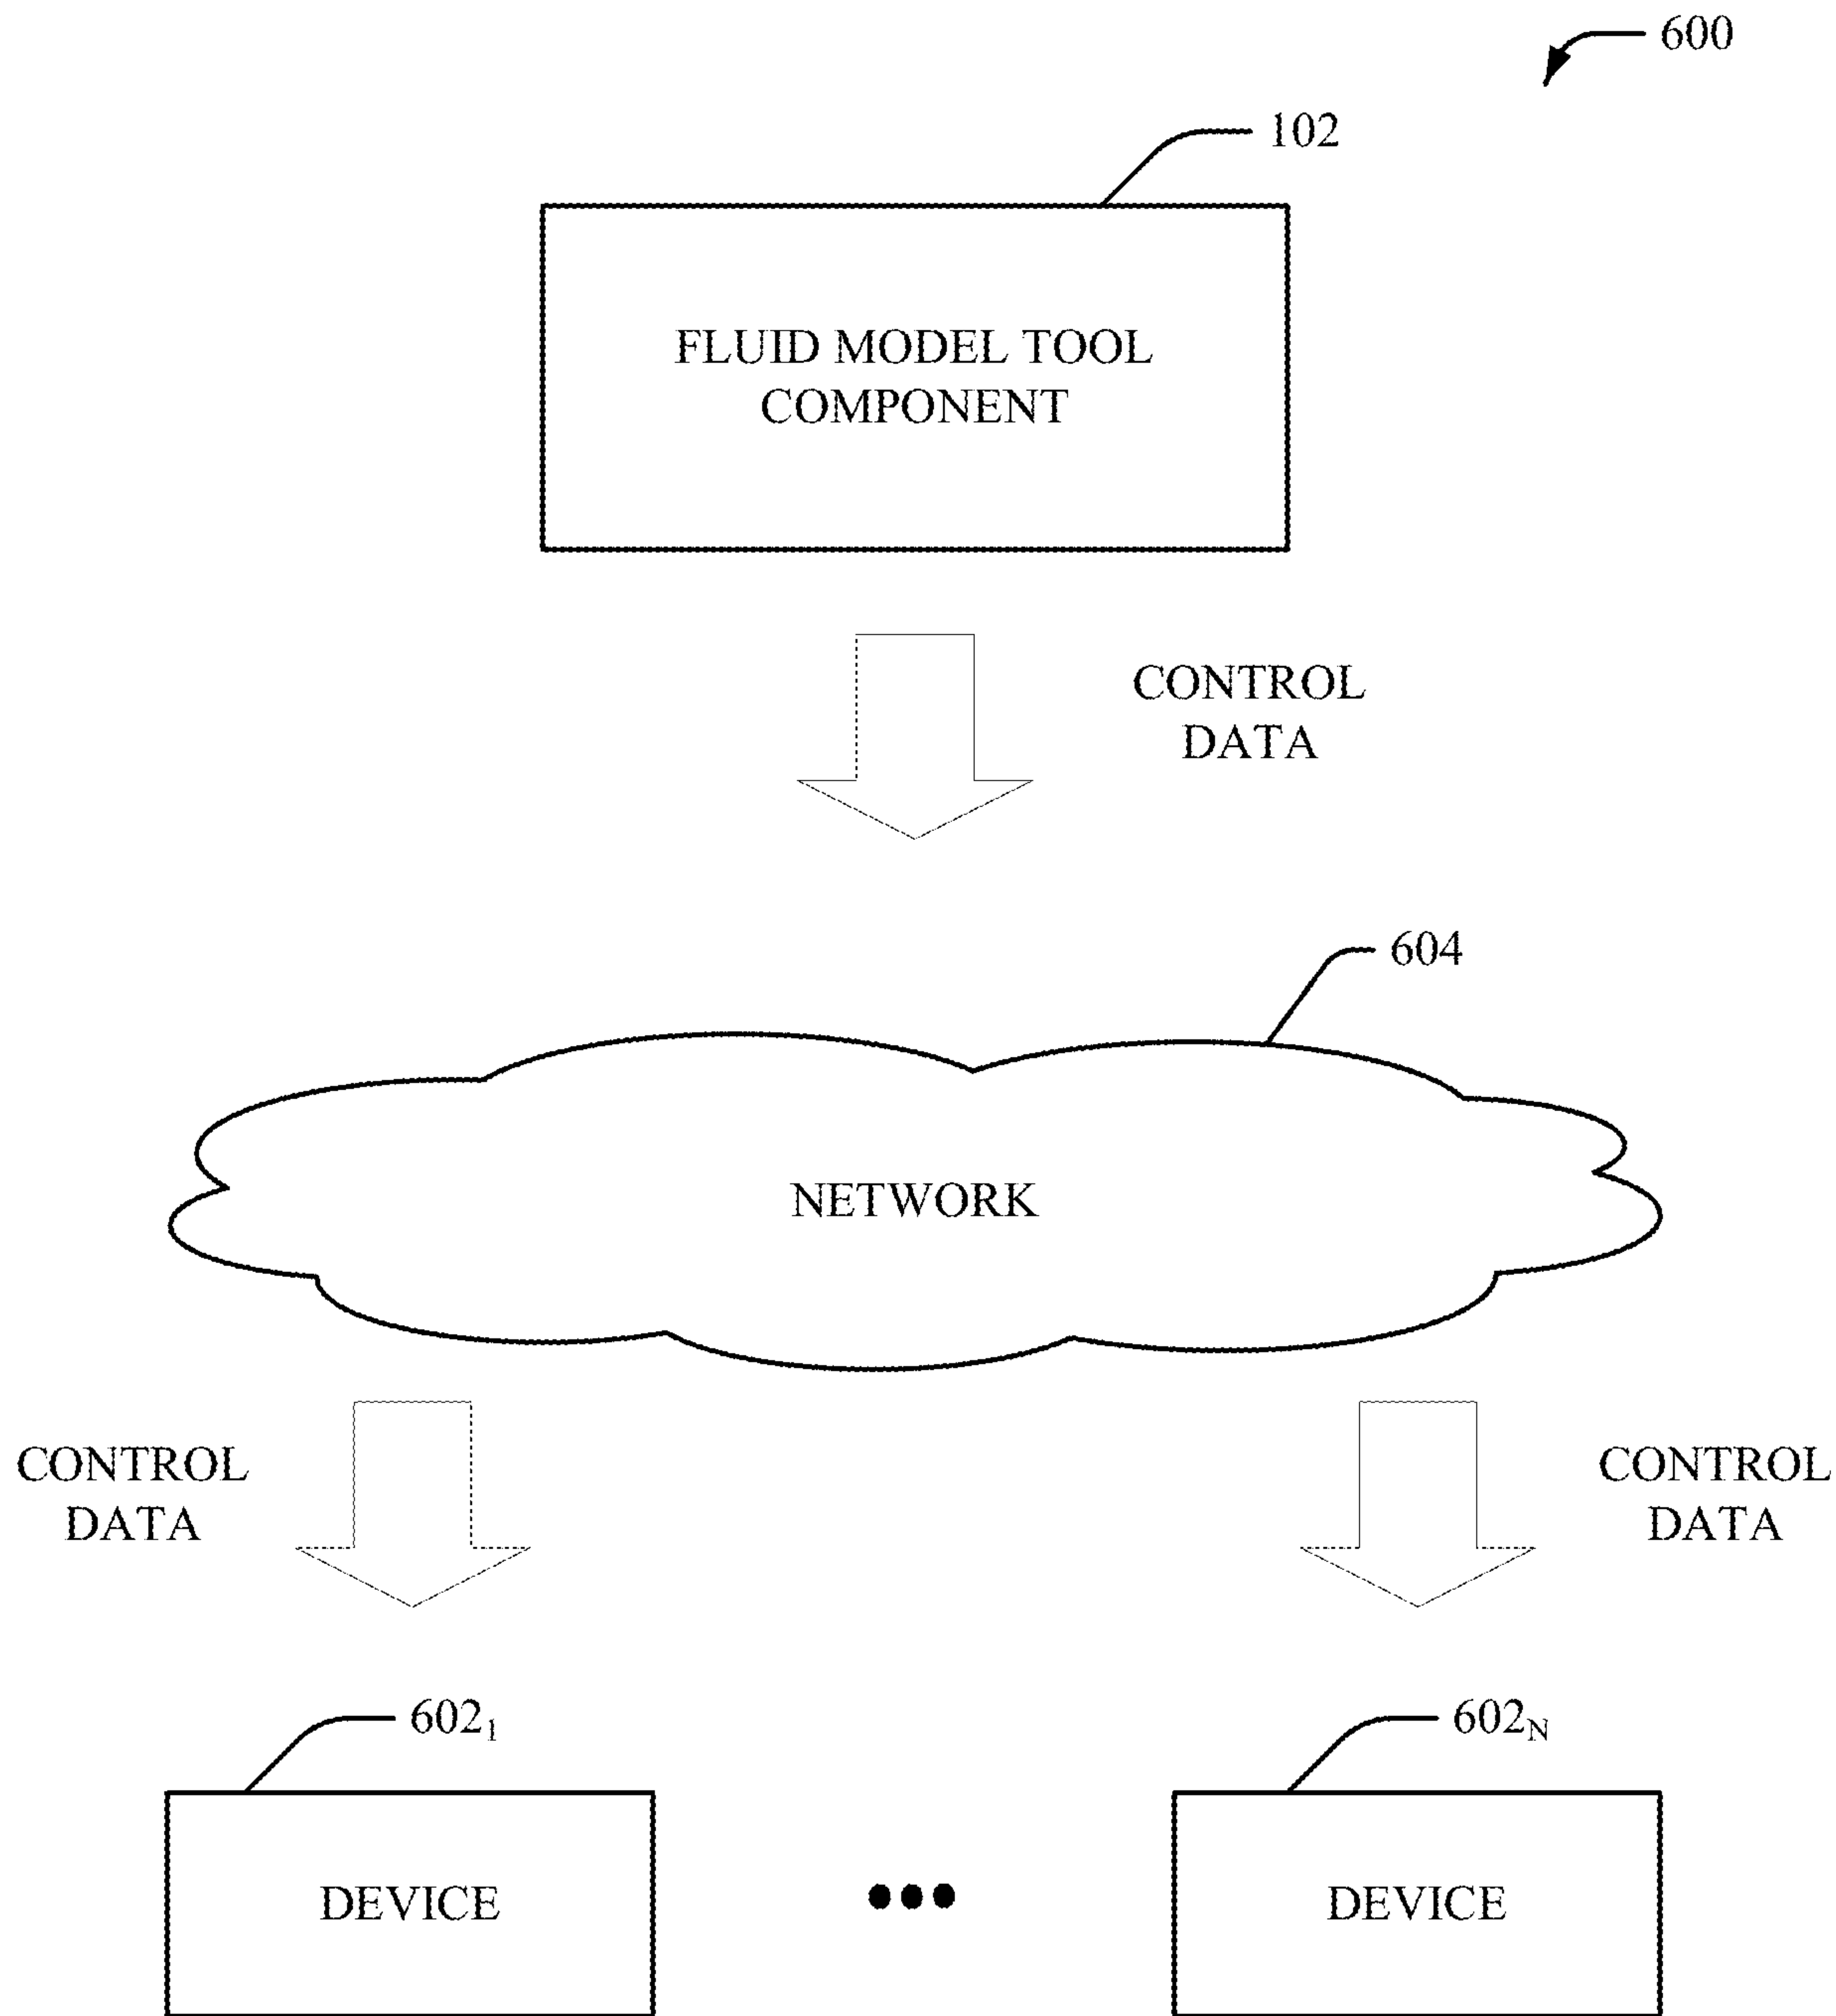 600
102
FLUID MODEL TOOL
COMPONENT
CONTROL
DATA
604
NETWORK
CONTROL
DATA
CONTROL
DATA
602₁
602ₙ
DEVICE
•••
DEVICE